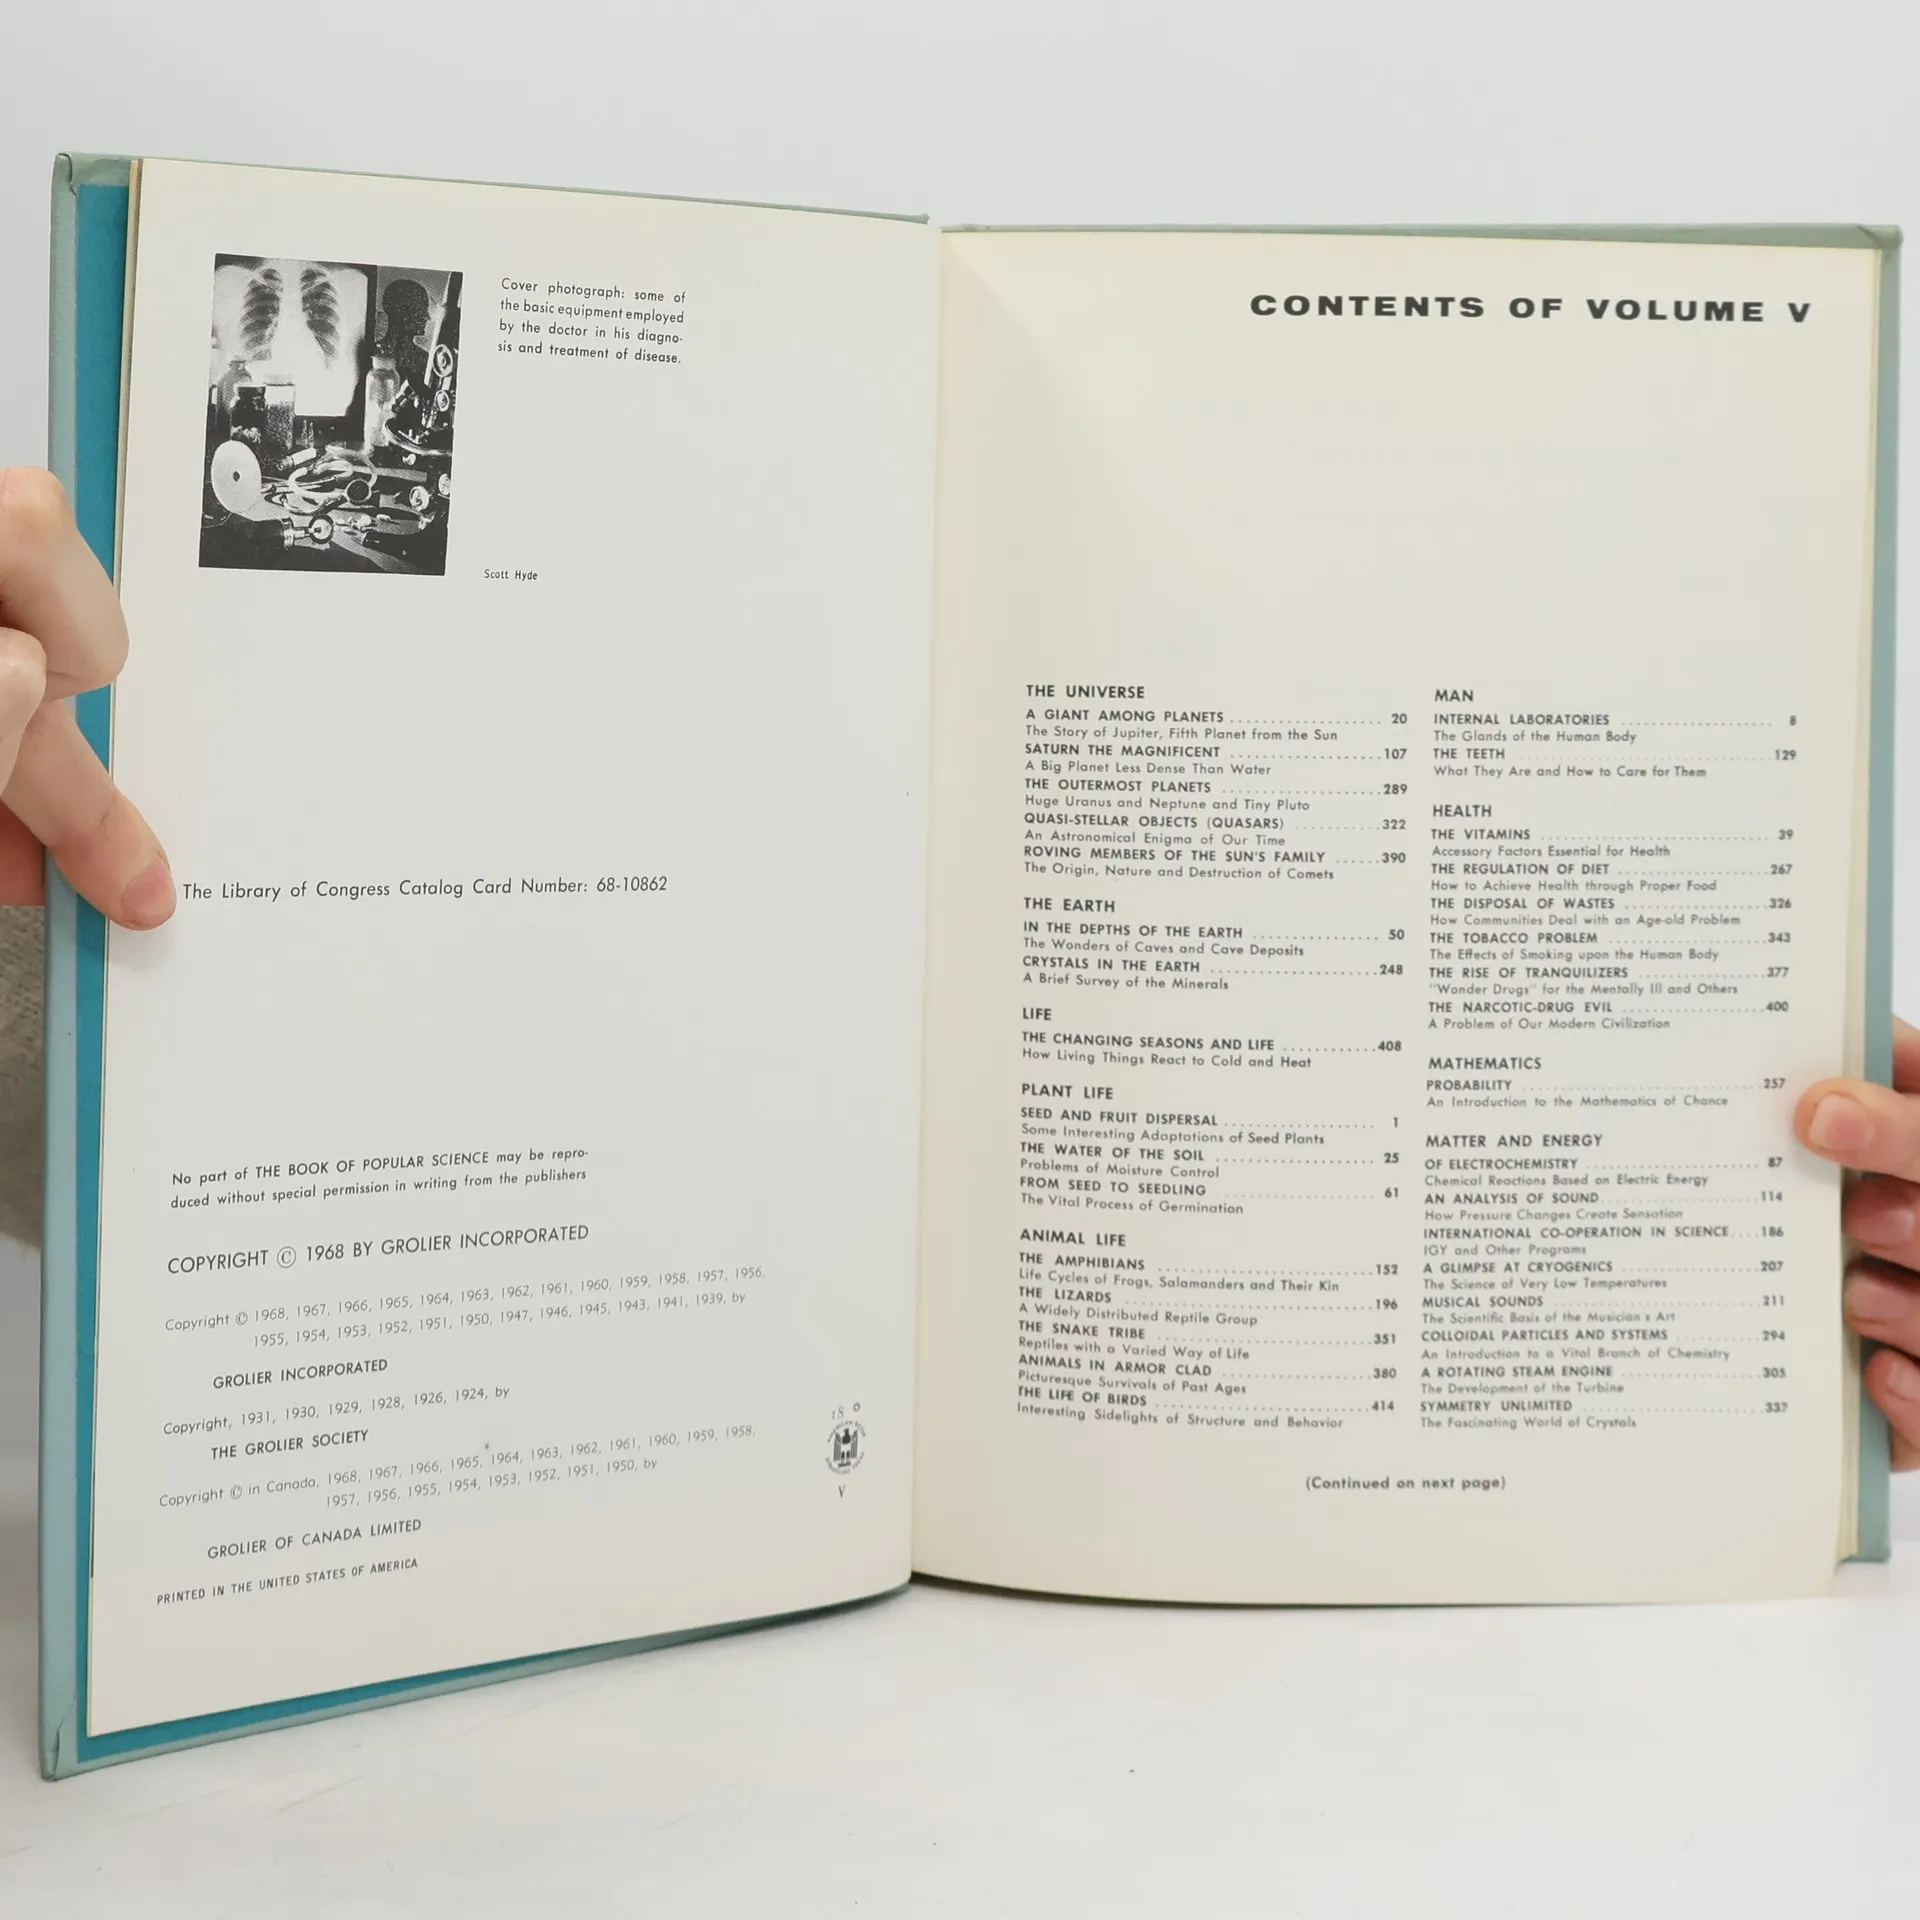 Cover photograph: some of
the basic equipment employed
by the doctor in his diagno-
sis and treatment of disease.
Scott Hyde
The Library of Congress Catalog Card Number: 68-10862
No part of THE BOOK OF POPULAR SCIENCE may be repro-
duced without special permission in writing from the publishers
COPYRIGHT © 1968 BY GROLIER INCORPORATED
Copyright © 1968, 1967, 1966, 1965, 1964, 1963, 1962, 1961, 1960, 1959, 1958, 1957, 1956,
1955, 1954, 1953, 1952, 1951, 1950, 1947, 1946, 1945, 1943, 1941, 1939, by
GROLIER INCORPORATED
Copyright, 1931, 1930, 1929, 1928, 1926, 1924, by
THE GROLIER SOCIETY
Copyright © in Canada, 1968, 1967, 1966, 1965, 1964, 1963, 1962, 1961, 1960, 1959, 1958,
1957, 1956, 1955, 1954, 1953, 1952, 1951, 1950, by
GROLIER OF CANADA LIMITED
PRINTED IN THE UNITED STATES OF AMERICA
V
CONTENTS OF VOLUME V
THE UNIVERSE
A GIANT AMONG PLANETS .................. 20
The Story of Jupiter, Fifth Planet from the Sun
SATURN THE MAGNIFICENT .................. 107
A Big Planet Less Dense Than Water
THE OUTERMOST PLANETS .................. 289
Huge Uranus and Neptune and Tiny Pluto
QUASI-STELLAR OBJECTS (QUASARS) ........... 322
An Astronomical Enigma of Our Time
ROVING MEMBERS OF THE SUN'S FAMILY ...... 390
The Origin, Nature and Destruction of Comets
THE EARTH
IN THE DEPTHS OF THE EARTH ................ 50
The Wonders of Caves and Cave Deposits
CRYSTALS IN THE EARTH .................... 248
A Brief Survey of the Minerals
LIFE
THE CHANGING SEASONS AND LIFE ............ 408
How Living Things React to Cold and Heat
PLANT LIFE
SEED AND FRUIT DISPERSAL .................. 1
Some Interesting Adaptations of Seed Plants
THE WATER OF THE SOIL .................... 25
Problems of Moisture Control
FROM SEED TO SEEDLING .................... 61
The Vital Process of Germination
ANIMAL LIFE
THE AMPHIBIANS .......................... 152
Life Cycles of Frogs, Salamanders and Their Kin
THE LIZARDS .............................. 196
A Widely Distributed Reptile Group
THE SNAKE TRIBE .......................... 351
Reptiles with a Varied Way of Life
ANIMALS IN ARMOR CLAD .................... 380
Picturesque Survivals of Past Ages
THE LIFE OF BIRDS .......................... 414
Interesting Sidelights of Structure and Behavior
MAN
INTERNAL LABORATORIES .................. 8
The Glands of the Human Body
THE TEETH .............................. 129
What They Are and How to Care for Them
HEALTH
THE VITAMINS .......................... 39
Accessory Factors Essential for Health
THE REGULATION OF DIET .................. 267
How to Achieve Health through Proper Food
THE DISPOSAL OF WASTES .................. 326
How Communities Deal with an Age-old Problem
THE TOBACCO PROBLEM .................... 343
The Effects of Smoking upon the Human Body
THE RISE OF TRANQUILIZERS ................ 377
"Wonder Drugs" for the Mentally Ill and Others
THE NARCOTIC-DRUG EVIL .................. 400
A Problem of Our Modern Civilization
MATHEMATICS
PROBABILITY .............................. 257
An Introduction to the Mathematics of Chance
MATTER AND ENERGY
OF ELECTROCHEMISTRY ...................... 87
Chemical Reactions Based on Electric Energy
AN ANALYSIS OF SOUND .................... 114
How Pressure Changes Create Sensation
INTERNATIONAL CO-OPERATION IN SCIENCE.... 186
IGY and Other Programs
A GLIMPSE AT CRYOGENICS .................. 207
The Science of Very Low Temperatures
MUSICAL SOUNDS .......................... 211
The Scientific Basis of the Musician's Art
COLLOIDAL PARTICLES AND SYSTEMS .......... 294
An Introduction to a Vital Branch of Chemistry
A ROTATING STEAM ENGINE .................. 305
The Development of the Turbine
SYMMETRY UNLIMITED ...................... 337
The Fascinating World of Crystals
(Continued on next page)